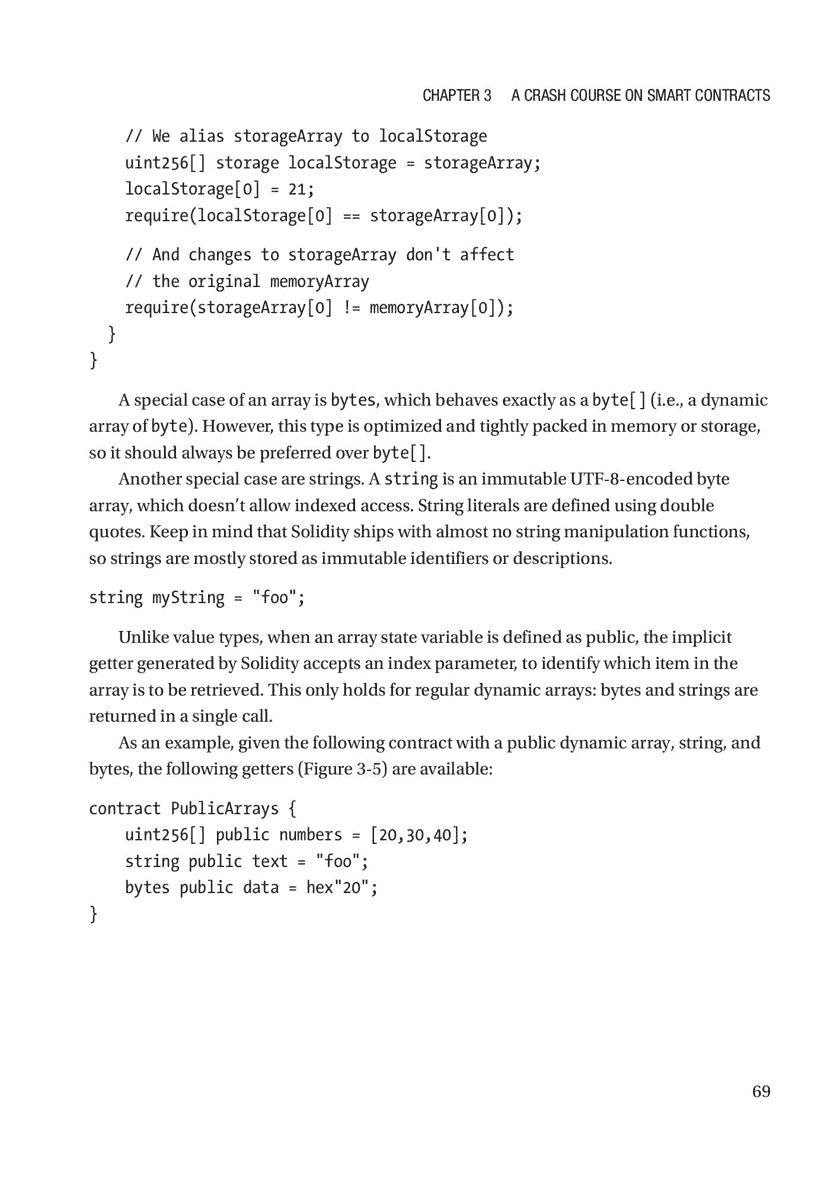 CHAPTER 3 A CRASH COURSE ON SMART CONTRACTS
// We alias storageArray to localStorage
uint256[] storage localStorage = storageArray;
localStorage[0] = 21;
require(localStorage[0] == storageArray[0]);
// And changes to storageArray don't affect
// the original memoryArray
require(storageArray[0] != memoryArray[0]);
}
}
A special case of an array is bytes, which behaves exactly as a byte[] (i.e., a dynamic
array of byte). However, this type is optimized and tightly packed in memory or storage,
so it should always be preferred over byte[].
Another special case are strings. A string is an immutable UTF-8-encoded byte
array, which doesn’t allow indexed access. String literals are defined using double
quotes. Keep in mind that Solidity ships with almost no string manipulation functions,
so strings are mostly stored as immutable identifiers or descriptions.
string myString = "foo";
Unlike value types, when an array state variable is defined as public, the implicit
getter generated by Solidity accepts an index parameter, to identify which item in the
array is to be retrieved. This only holds for regular dynamic arrays: bytes and strings are
returned in a single call.
As an example, given the following contract with a public dynamic array, string, and
bytes, the following getters (Figure 3-5) are available:
contract PublicArrays {
uint256[] public numbers = [20,30,40];
string public text = "foo";
bytes public data = hex"20";
}
69